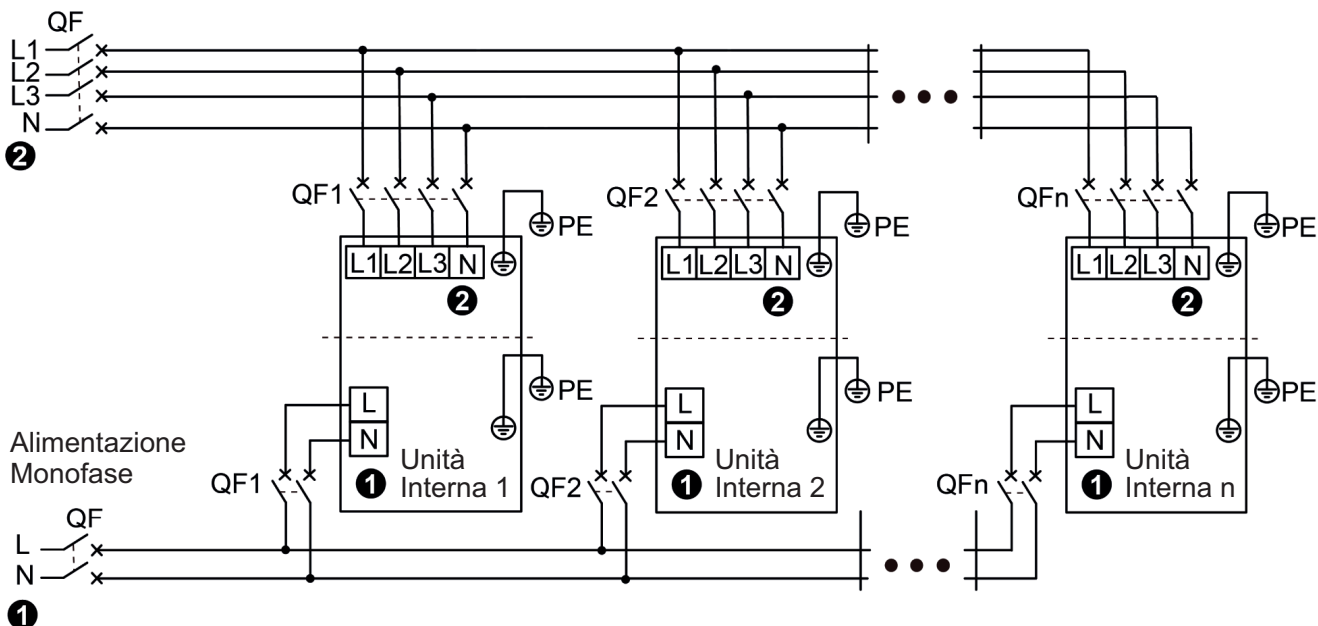 QF
L1
L2
L3
N
2
QF1
PE
QF2
PE
QFn
PE
L1 L2 L3 N
2
L1 L2 L3 N
2
L1 L2 L3 N
2
PE
PE
PE
L
N
L
N
L
N
Alimentazione
Monofase
QF1
1
Unità
Interna 1
QF2
1
Unità
Interna 2
QFn
1
Unità
Interna n
QF
L
N
1